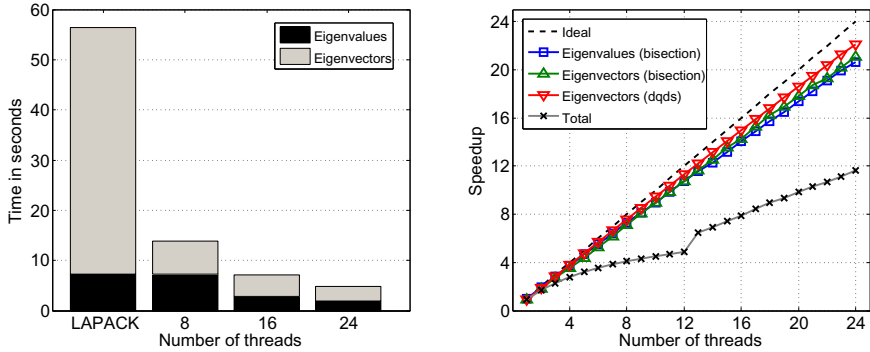 60
50
40
30
20
10
0
Time in seconds
Eigenvalues
Eigenvectors
LAPACK
8
16
24
Number of threads
24
20
16
12
8
4
0
Speedup
Ideal
Eigenvalues (bisection)
Eigenvectors (bisection)
Eigenvectors (dqds)
Total
4
8
12
16
20
24
Number of threads